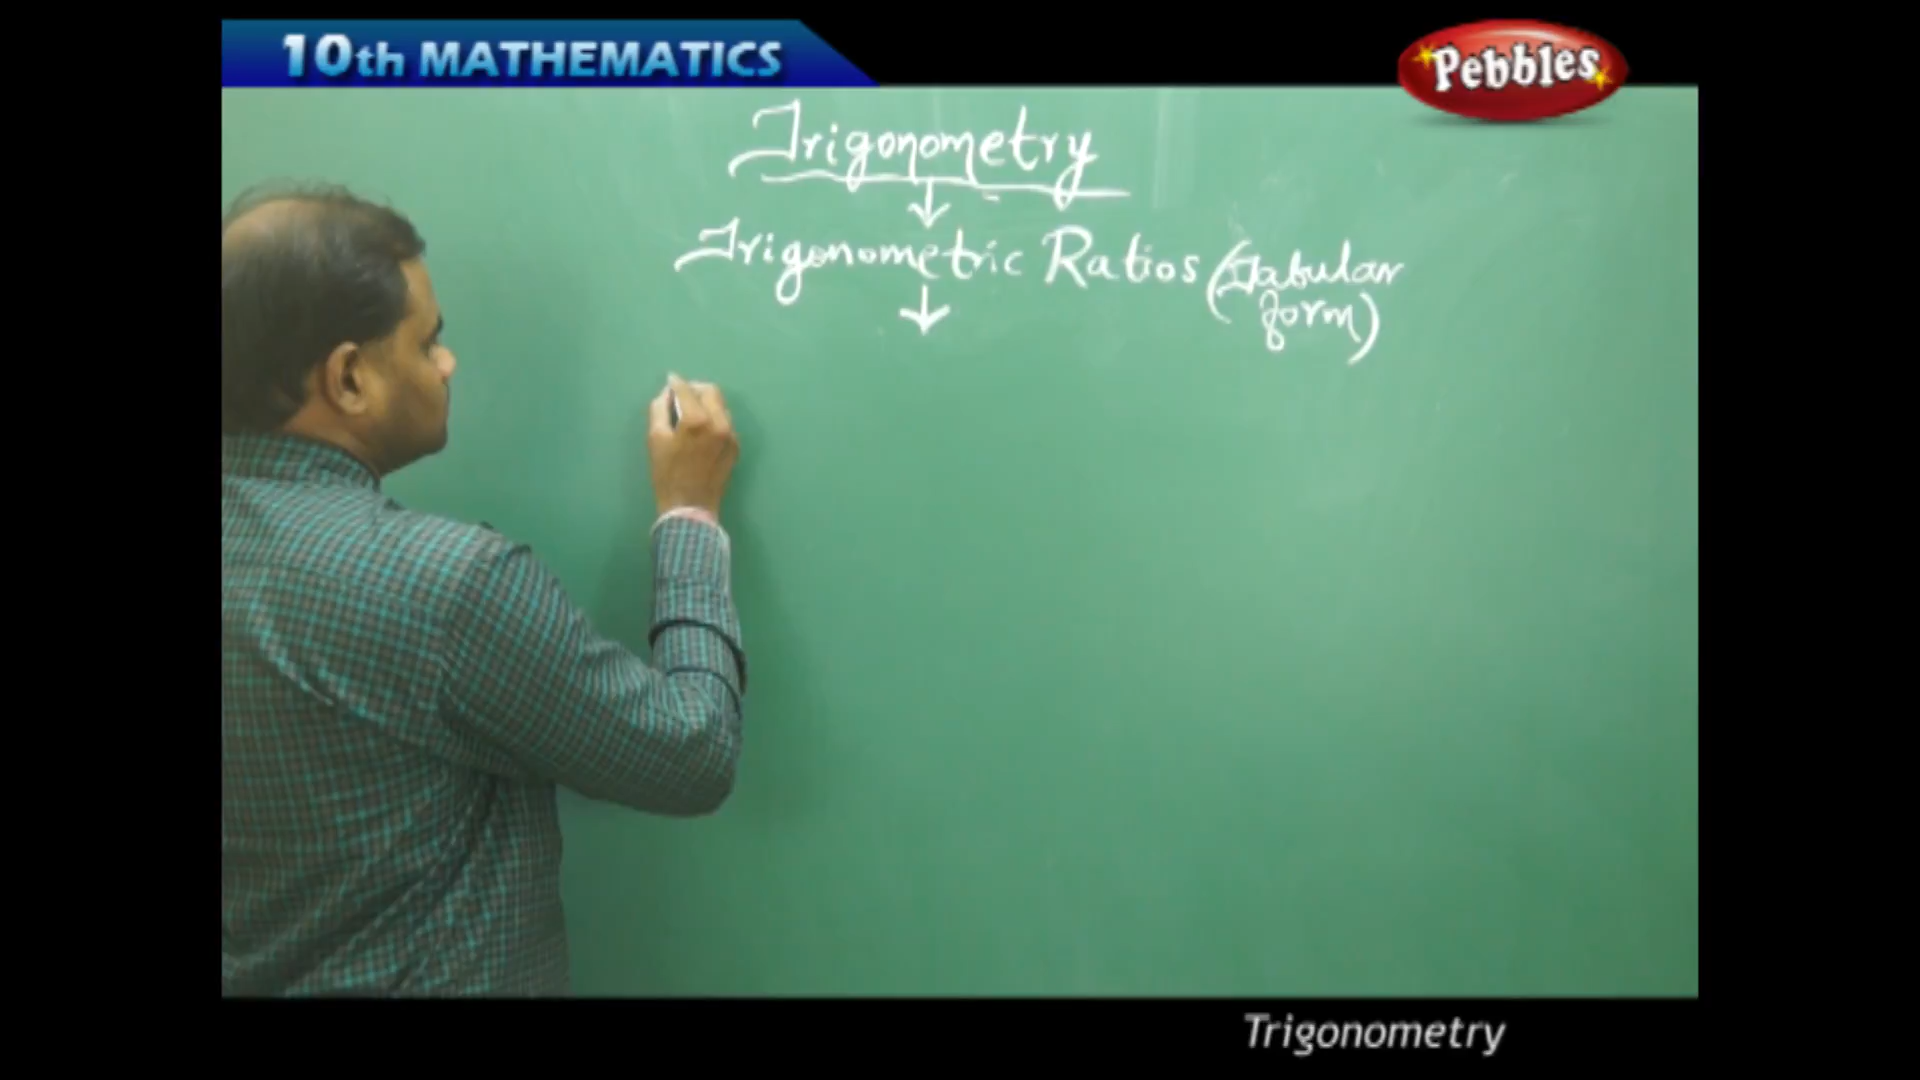 10th MATHEMATICS
Pebbles
Trigonometry
Trigonometric Ratios (Tabular
form)
Trigonometry